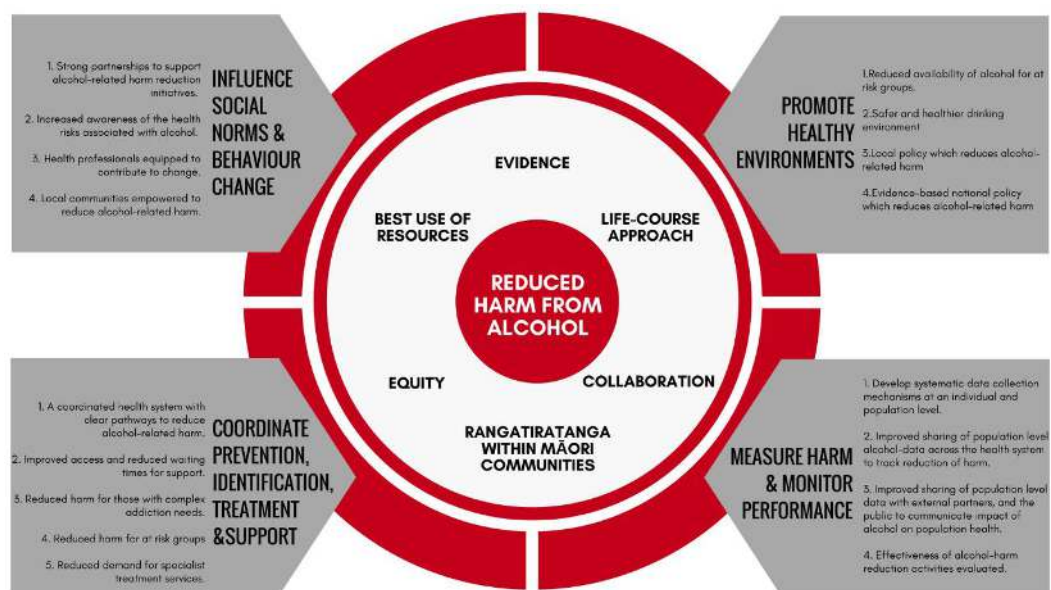 1. Strong partnerships to support
alcohol-related harm reduction
initiatives.
2. Increased awareness of the health
risks associated with alcohol.
3. Health professionals equipped to
contribute to change.
4. Local communities empowered to
reduce alcohol-related harm.
INFLUENCE
SOCIAL
NORMS &
BEHAVIOUR
CHANGE
PROMOTE
HEALTHY
ENVIRONMENTS
1.Reduced availability of alcohol for at
risk groups.
2.Safer and healthier drinking
environment
3.Local policy which reduces alcohol-
related harm
4.Evidence-based national policy
which reduces alcohol-related harm
EVIDENCE
BEST USE OF
RESOURCES
LIFE-COURSE
APPROACH
REDUCED
HARM FROM
ALCOHOL
EQUITY
COLLABORATION
RANGATIRATANGA
WITHIN MĀORI
COMMUNITIES
1. A coordinated health system with
clear pathways to reduce
alcohol-related harm.
2. Improved access and reduced waiting
times for support.
3. Reduced harm for those with complex
addiction needs.
4. Reduced harm for at risk groups
5. Reduced demand for specialist
treatment services.
COORDINATE
PREVENTION,
IDENTIFICATION,
TREATMENT
&SUPPORT
MEASURE HARM
& MONITOR
PERFORMANCE
1. Develop systematic data collection
mechanisms at an individual and
population level.
2. Improved sharing of population level
alcohol-data across the health system
to track reduction of harm.
3. Improved sharing of population level
data with external partners, and the
public to communicate impact of
alcohol on population health.
4. Effectiveness of alcohol-harm
reduction activities evaluated.